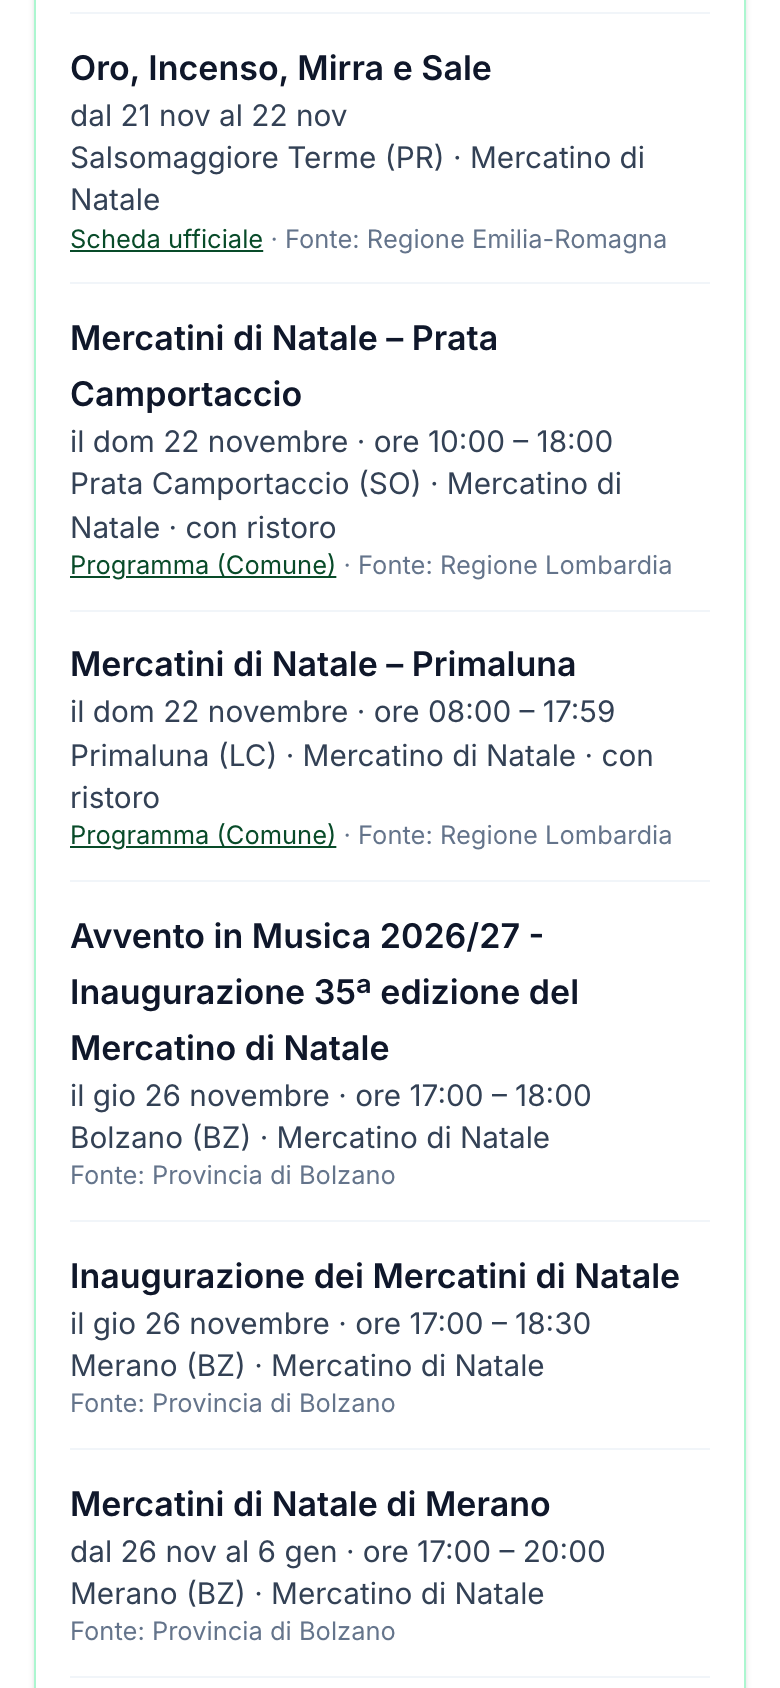 Oro, Incenso, Mirra e Sale
dal 21 nov al 22 nov
Salsomaggiore Terme (PR) · Mercatino di
Natale
Scheda ufficiale · Fonte: Regione Emilia-Romagna
Mercatini di Natale – Prata
Camportaccio
il dom 22 novembre · ore 10:00 – 18:00
Prata Camportaccio (SO) · Mercatino di
Natale · con ristoro
Programma (Comune) · Fonte: Regione Lombardia
Mercatini di Natale – Primaluna
il dom 22 novembre · ore 08:00 – 17:59
Primaluna (LC) · Mercatino di Natale · con
ristoro
Programma (Comune) · Fonte: Regione Lombardia
Avvento in Musica 2026/27 -
Inaugurazione 35ª edizione del
Mercatino di Natale
il gio 26 novembre · ore 17:00 – 18:00
Bolzano (BZ) · Mercatino di Natale
Fonte: Provincia di Bolzano
Inaugurazione dei Mercatini di Natale
il gio 26 novembre · ore 17:00 – 18:30
Merano (BZ) · Mercatino di Natale
Fonte: Provincia di Bolzano
Mercatini di Natale di Merano
dal 26 nov al 6 gen · ore 17:00 – 20:00
Merano (BZ) · Mercatino di Natale
Fonte: Provincia di Bolzano